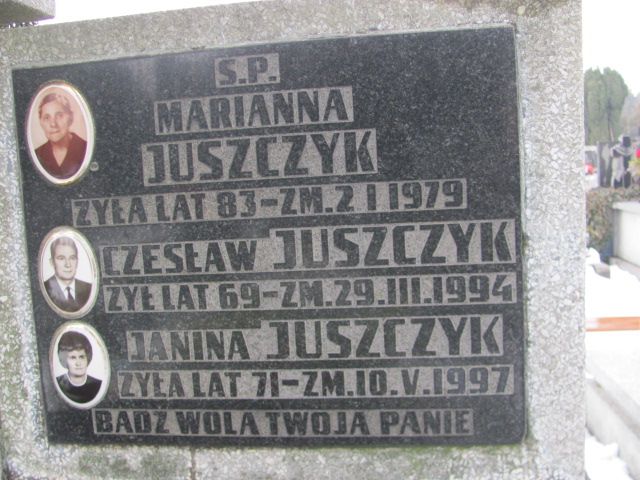 Ś.P.
MARIANNA
JUSZCZYK
ŻYŁA LAT 83-ZM.2 I 1979
CZESŁAW JUSZCZYK
ŻYŁ LAT 69-ZM.29.III.1994
JANINA JUSZCZYK
ŻYŁA LAT 71-ZM.10.V.1997
BĄDŹ WOLA TWOJA PANIE